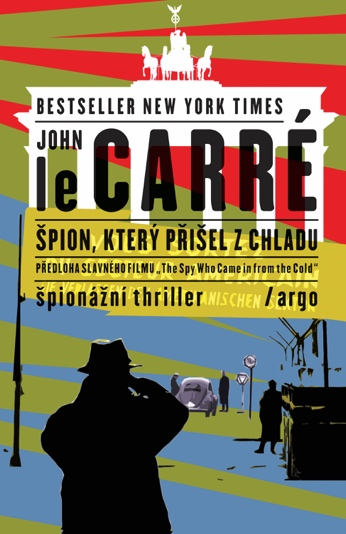 BESTSELLER NEW YORK TIMES
JOHN
le CARRÉ
ŠPION, KTERÝ PŘIŠEL Z CHLADU
PŘEDLOHA SLAVNÉHO FILMU „The Spy Who Came in from the Cold“
špionážní thriller /argo